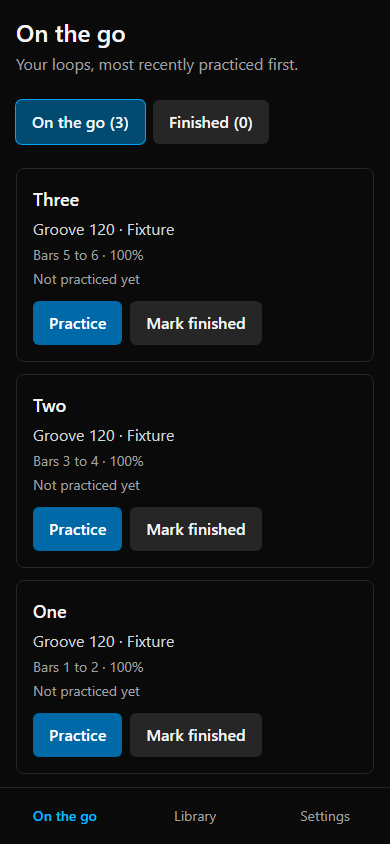 On the go
Your loops, most recently practiced first.
On the go (3)
Finished (0)
Three
Groove 120 · Fixture
Bars 5 to 6 · 100%
Not practiced yet
Practice
Mark finished
Two
Groove 120 · Fixture
Bars 3 to 4 · 100%
Not practiced yet
Practice
Mark finished
One
Groove 120 · Fixture
Bars 1 to 2 · 100%
Not practiced yet
Practice
Mark finished
On the go
Library
Settings